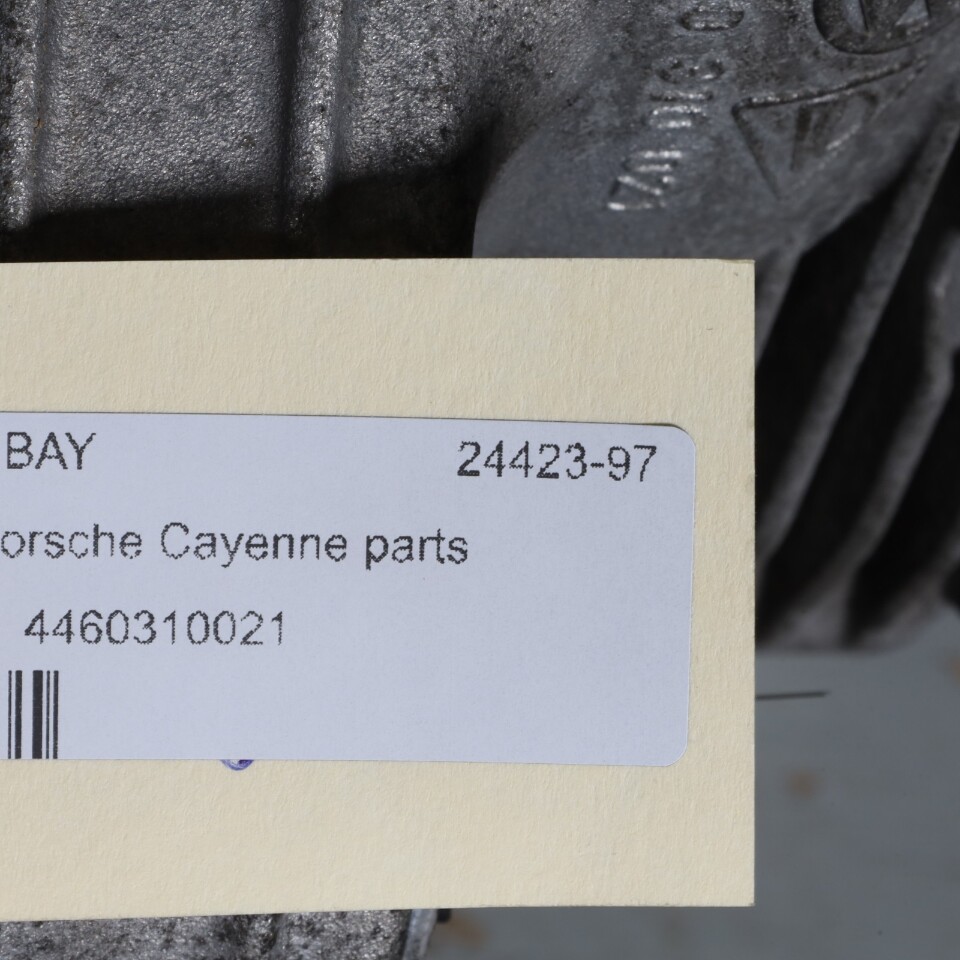 BAY 24423-97
orsche Cayenne parts
4460310021